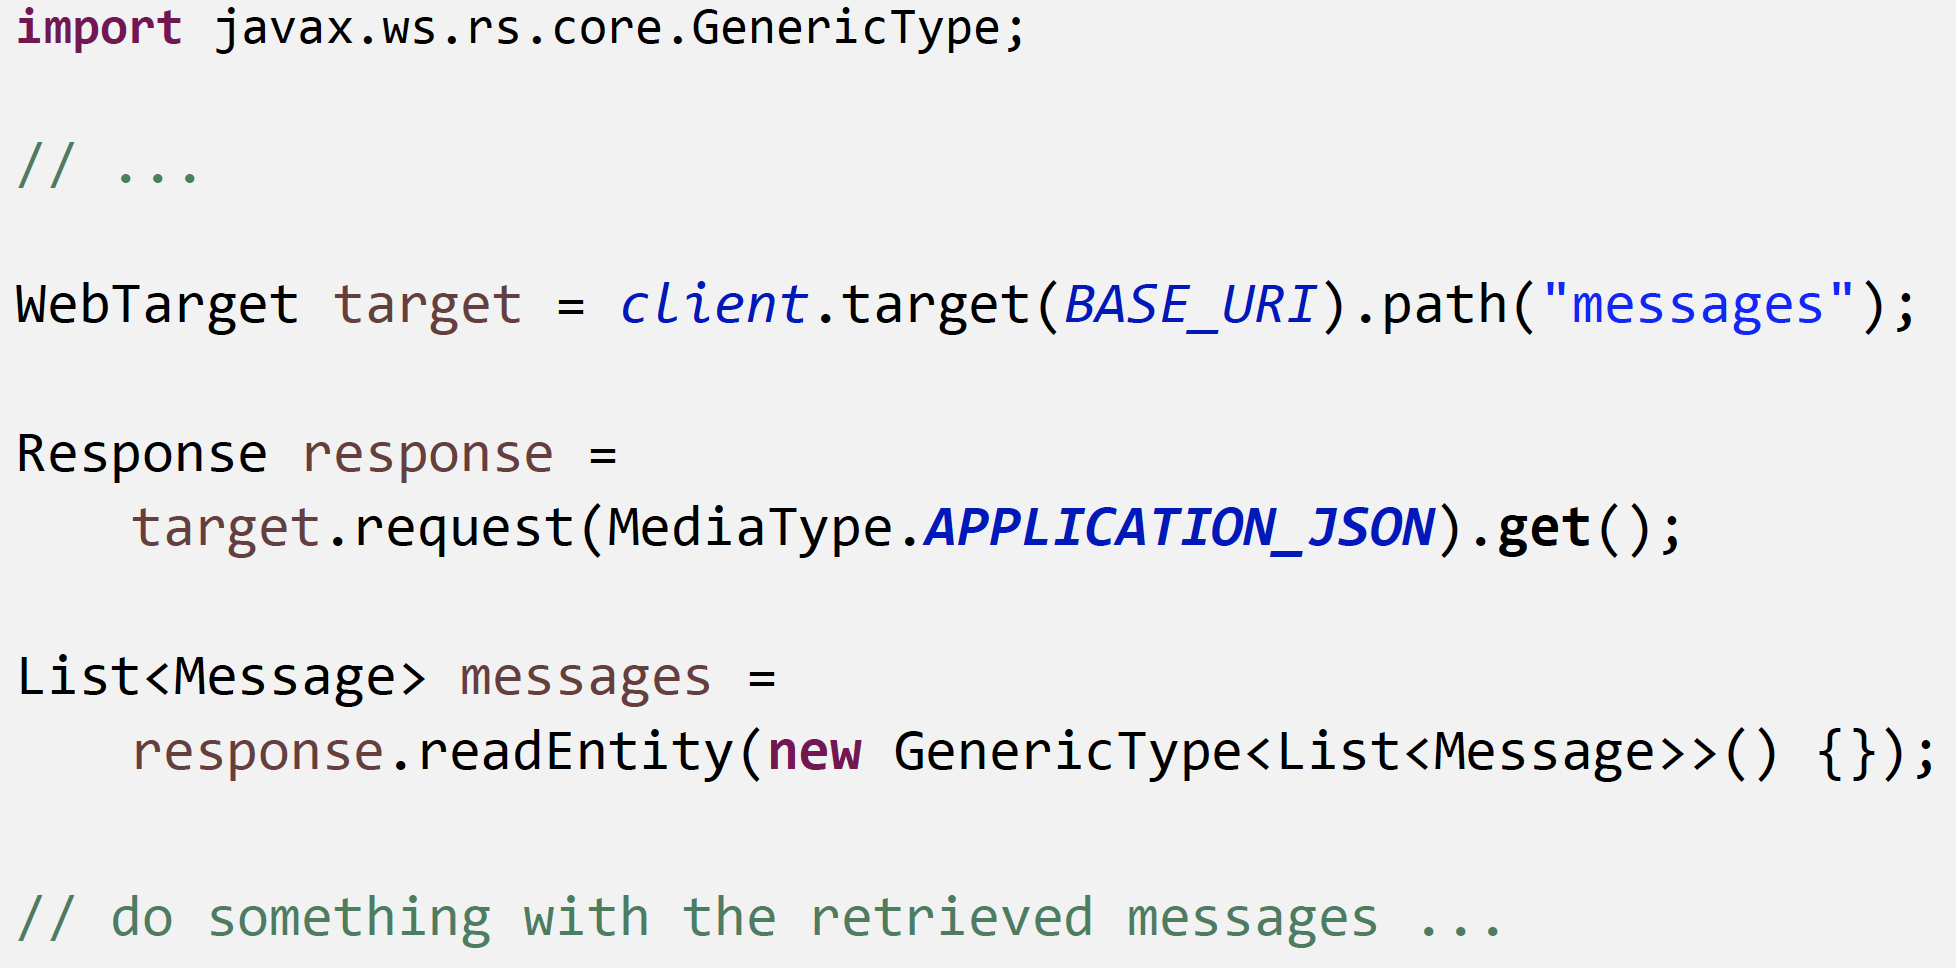 import javax.ws.rs.core.GenericType;
// ...
WebTarget target = client.target(BASE_URI).path("messages");
Response response =
target.request(MediaType.APPLICATION_JSON).get();
List<Message> messages =
response.readEntity(new GenericType<List<Message>>() {});
// do something with the retrieved messages ...